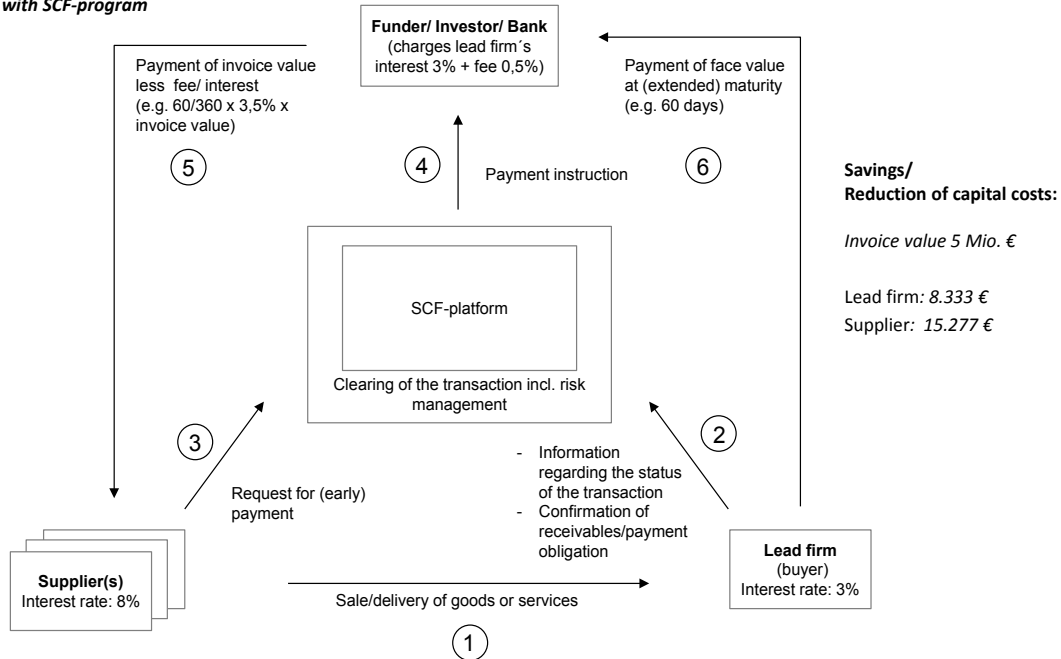 with SCF-program
Funder/ Investor/ Bank
(charges lead firm´s
interest 3% + fee 0,5%)
Payment of invoice value
less fee/ interest
(e.g. 60/360 x 3,5% x
invoice value)
5
4
Payment instruction
Payment of face value
at (extended) maturity
(e.g. 60 days)
6
Savings/
Reduction of capital costs:
Invoice value 5 Mio. €
Lead firm: 8.333 €
Supplier: 15.277 €
SCF-platform
Clearing of the transaction incl. risk
management
3
Request for (early)
payment
2
- Information
regarding the status
of the transaction
- Confirmation of
receivables/payment
obligation
Supplier(s)
Interest rate: 8%
Lead firm
(buyer)
Interest rate: 3%
Sale/delivery of goods or services
1